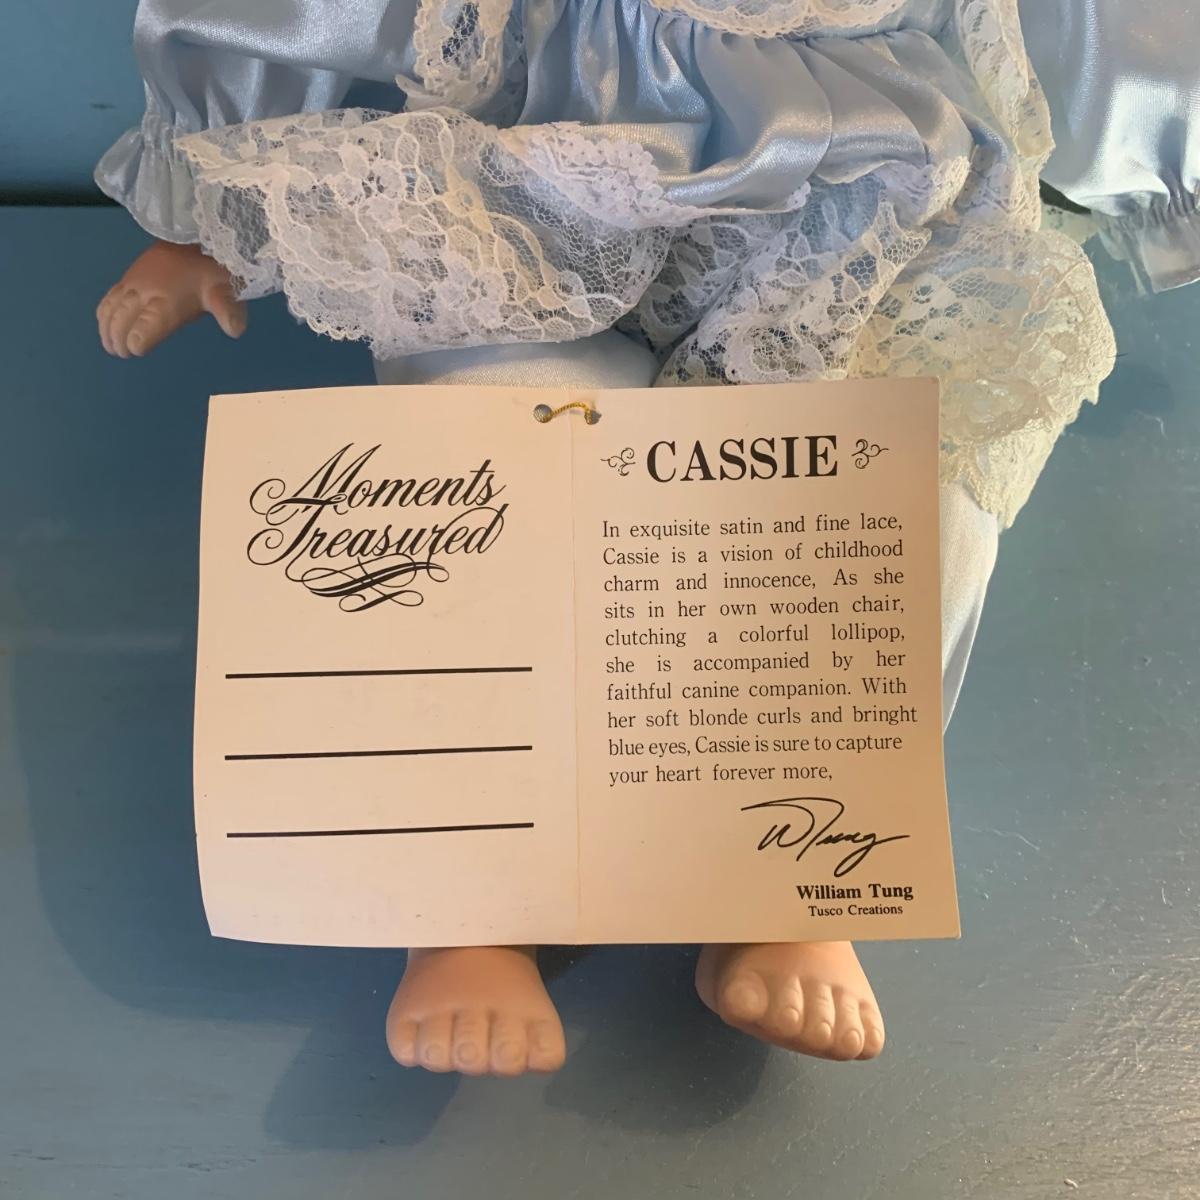 Moments
Treasured
CASSIE
In exquisite satin and fine lace,
Cassie is a vision of childhood
charm and innocence, As she
sits in her own wooden chair,
clutching a colorful lollipop,
she is accompanied by her
faithful canine companion. With
her soft blonde curls and bringht
blue eyes, Cassie is sure to capture
your heart forever more,
W Tung
William Tung
Tusco Creations